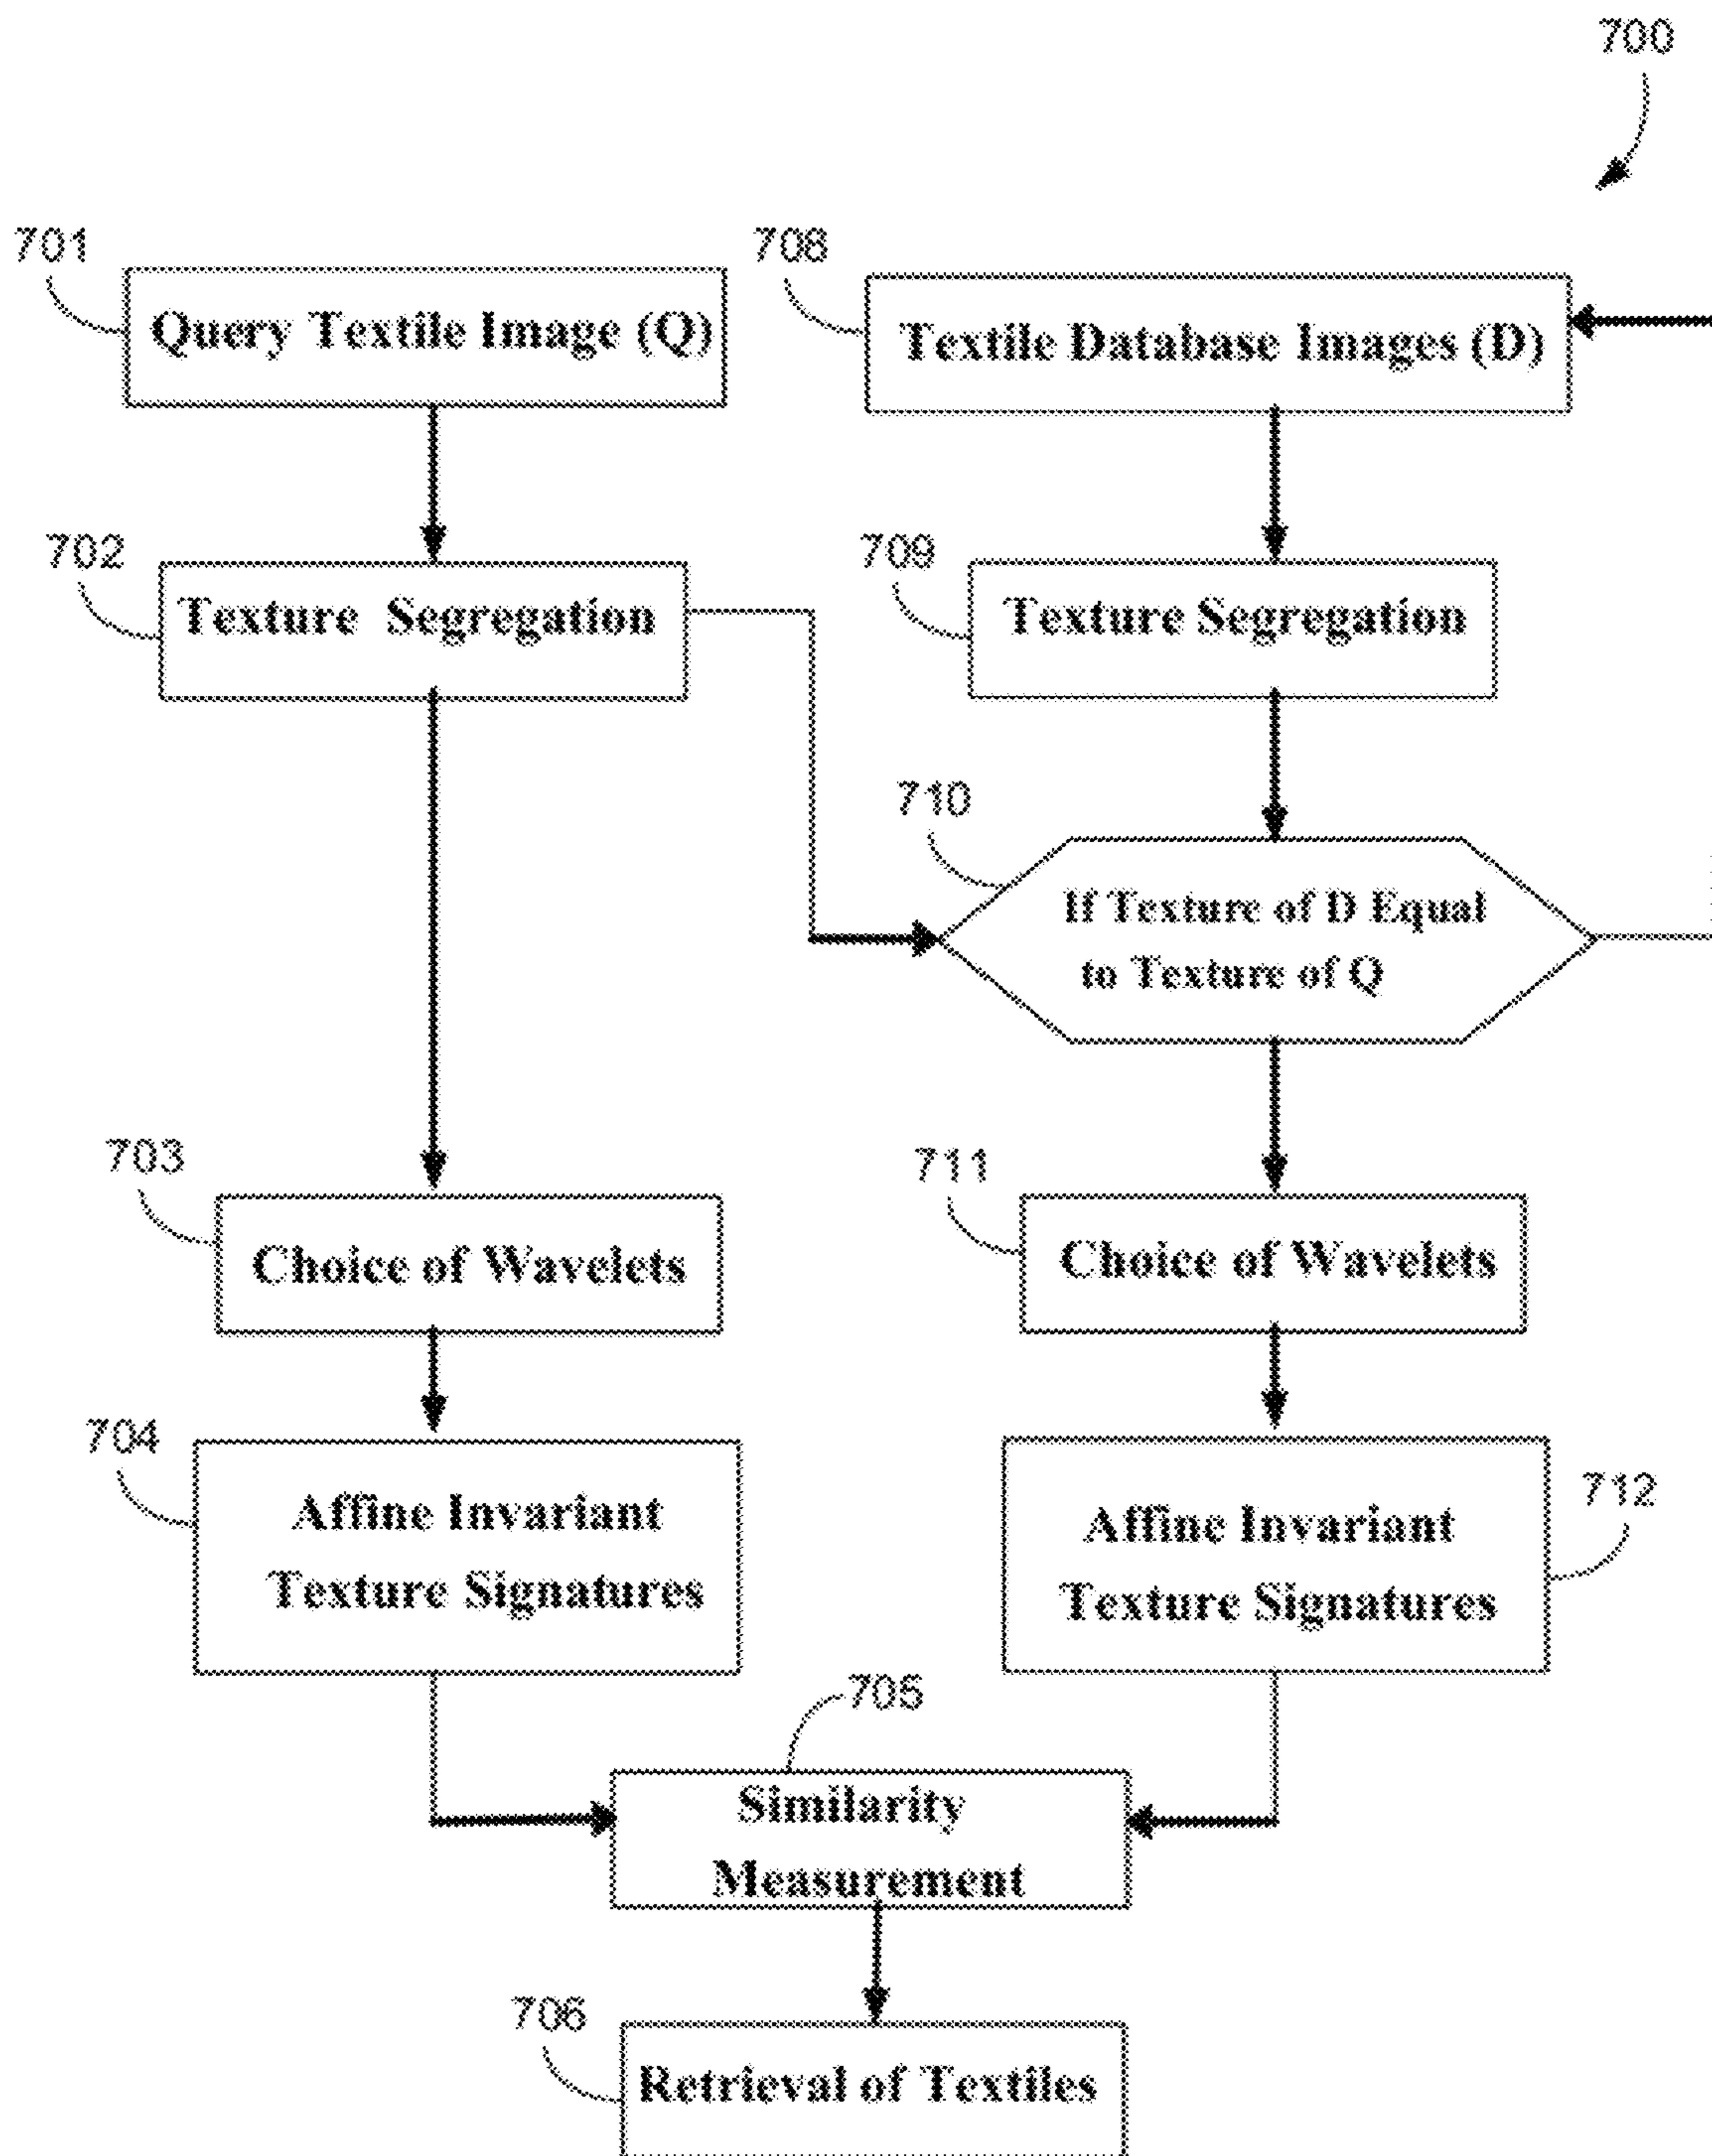 700
701
708
Query Textile Image (Q)
Textile Database Images (D)
702
709
Texture Segregation
Texture Segregation
710
If Texture of D Equal
to Texture of Q
703
711
Choice of Wavelets
Choice of Wavelets
704
712
Affine Invariant
Texture Signatures
Affine Invariant
Texture Signatures
705
Similarity
Measurement
706
Retrieval of Textiles